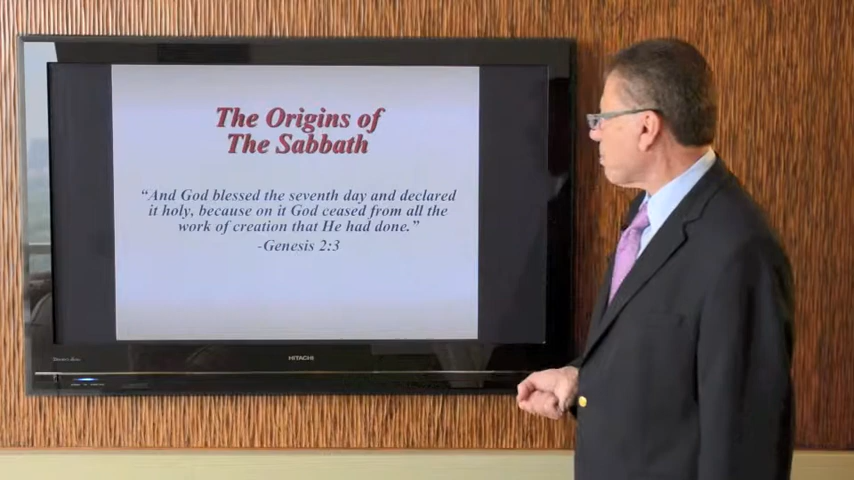 The Origins of
The Sabbath
“And God blessed the seventh day and declared
it holy, because on it God ceased from all the
work of creation that He had done.”
-Genesis 2:3
HITACHI